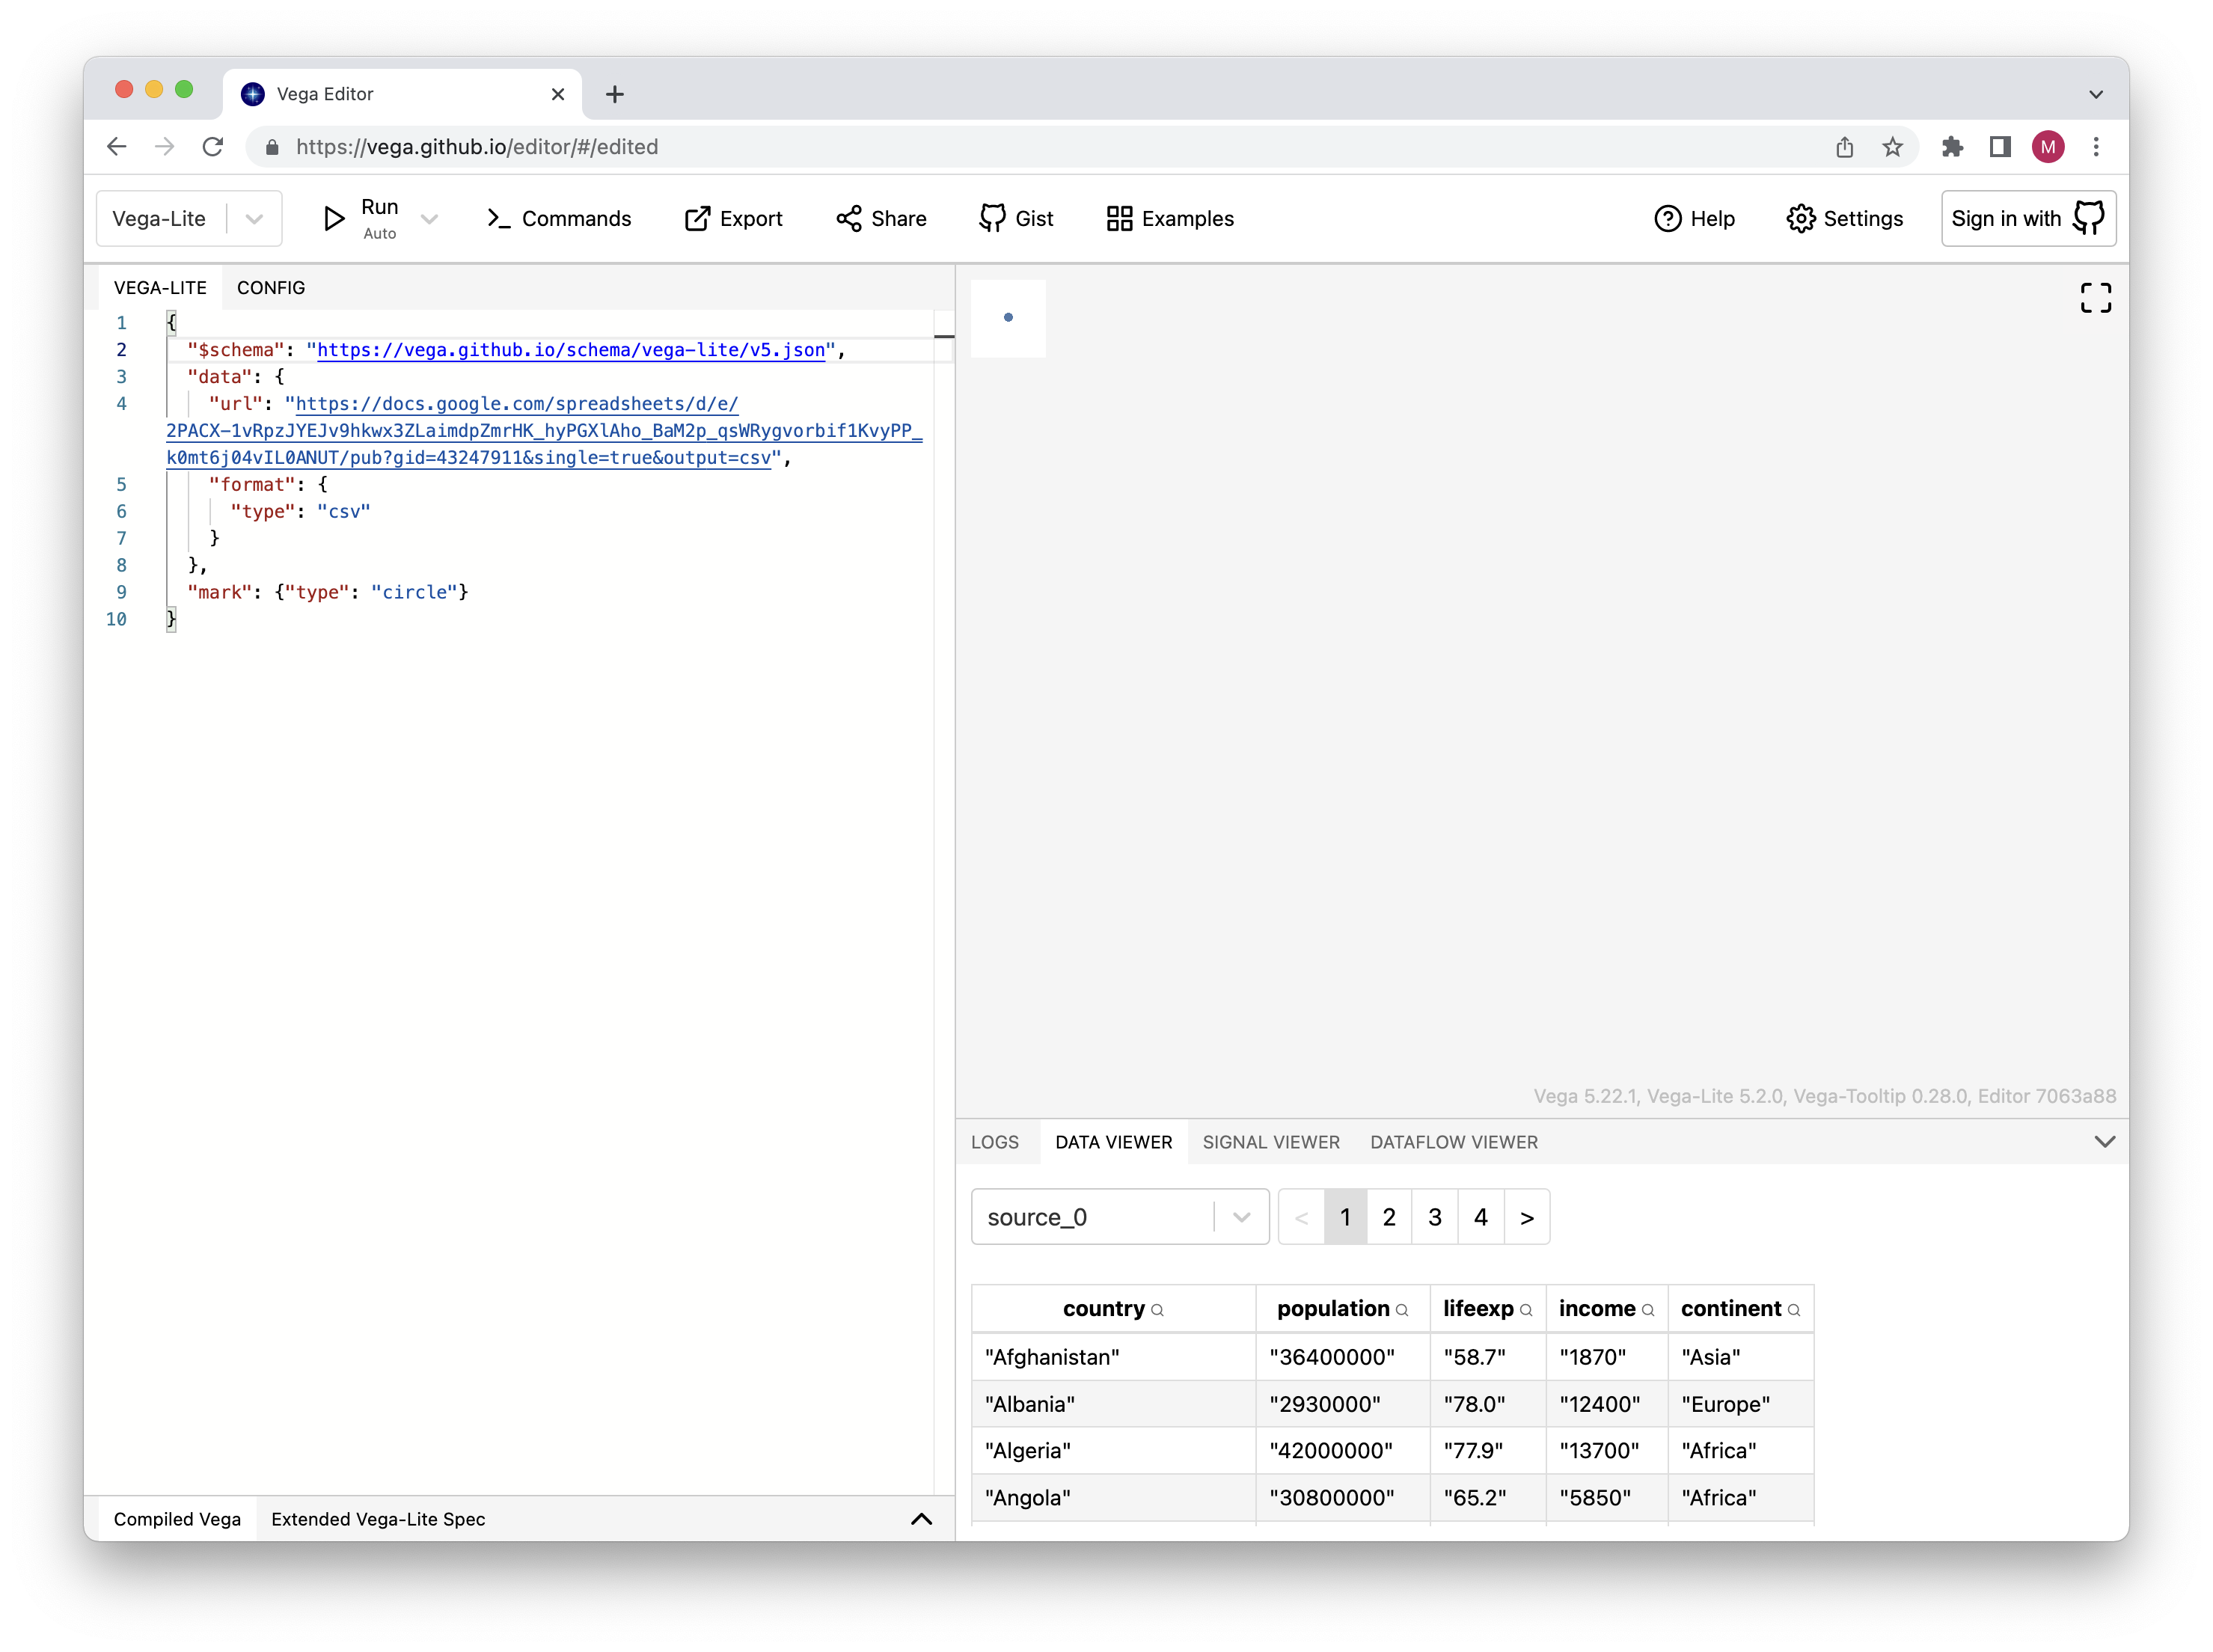 Vega Editor
https://vega.github.io/editor/#/edited
M
Vega-Lite
Run
Auto
Commands
Export
Share
Gist
Examples
Help
Settings
Sign in with
VEGA-LITE CONFIG
1 {
2 "$schema": "https://vega.github.io/schema/vega-lite/v5.json",
3 "data": {
4 "url": "https://docs.google.com/spreadsheets/d/e/
2PACX-1vRpzJYEJv9hkwx3ZLaimdpZmrHK_hyPGXlAho_BaM2p_qsWRygvorbif1KvyPP_
k0mt6j04vIL0ANUT/pub?gid=43247911&single=true&output=csv",
5 "format": {
6 "type": "csv"
7 }
8 },
9 "mark": {"type": "circle"}
10 }
Compiled Vega Extended Vega-Lite Spec
Vega 5.22.1, Vega-Lite 5.2.0, Vega-Tooltip 0.28.0, Editor 7063a88
LOGS DATA VIEWER SIGNAL VIEWER DATAFLOW VIEWER
source_0 < 1 2 3 4 >
country population lifeexp income continent
"Afghanistan" "36400000" "58.7" "1870" "Asia"
"Albania" "2930000" "78.0" "12400" "Europe"
"Algeria" "42000000" "77.9" "13700" "Africa"
"Angola" "30800000" "65.2" "5850" "Africa"